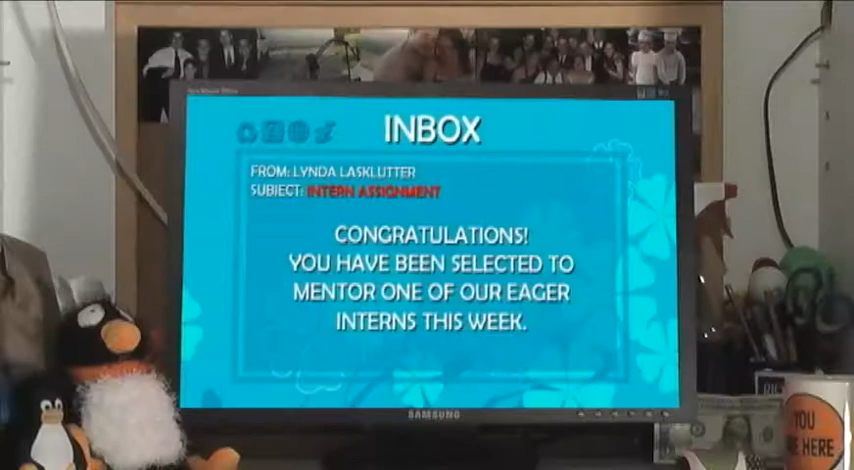 INBOX
FROM: LYNDA LASKLUTTER
SUBJECT: INTERN ASSIGNMENT
CONGRATULATIONS!
YOU HAVE BEEN SELECTED TO
MENTOR ONE OF OUR EAGER
INTERNS THIS WEEK.
SAMSUNG
YOU
HERE